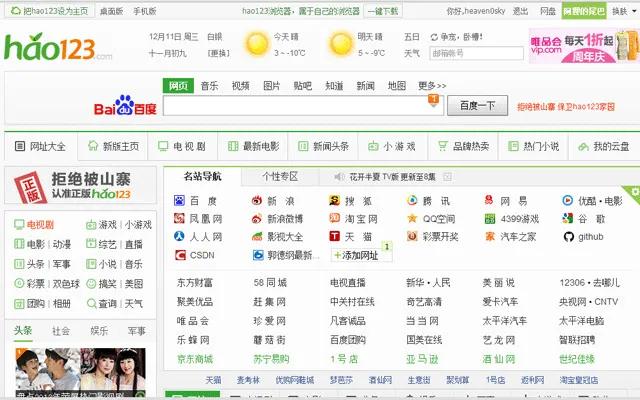 把hao123设为主页 桌面版 手机版 hao123浏览器，属于自己的浏览器 一键下载 你好,heaven0sky 退出 网盘 阿狸的尾巴 换肤
hao123.com
12月11日 周三 白眼 今天 晴 明天 晴 五日 争宠，卧槽！
十一月初九 [更换] 3 ~ -10℃ 5 ~ -9℃ 天气 邮箱帐号
唯品会 vip.com 每天1折起 周年庆
网页 音乐 视频 图片 贴吧 知道 新闻 地图 更多>>
Bai 百度 百度一下 拒绝被山寨 保卫hao123家园
网址大全 新版主页 电视剧 最新电影 新闻头条 小游戏 品牌热卖 热门小说 我的云盘
正版 拒绝被山寨
认准正版hao123
名站导航 个性专区 花开半夏 TV版 更新至8集
百 度 新 浪 搜 狐 腾 讯 网 易 优酷 • 电影
凤凰网 新浪微博 淘宝网 QQ空间 4399游戏 谷 歌
人人网 影视大全 天 猫 彩票开奖 汽车之家 github
CSDN 郭德纲最新... +添加网址 1
电视剧 游戏 | 小游戏
电影 | 动漫 综艺 | 直播
头条 | 军事 小说 | 音乐
彩票 | 双色球 搞笑 | 美图
团购 | 相册 查询 | 天气
东方财富 58 同城 电视直播 新华 • 人民 美丽说 12306 • 去哪儿
聚美优品 赶集网 中关村在线 奇艺高清 爱卡汽车 央视网 • CNTV
唯品会 珍爱网 凡客诚品 当当网 太平洋汽车 太平洋电脑
乐蜂网 蘑菇街 百度团购 国美在线 艺龙网 智联招聘
京东商城 苏宁易购 1号店 亚马逊 酒仙网 世纪佳缘
头条 社会 娱乐 军事
天猫 麦考林 优购网鞋城 梦芭莎 酒仙网 生意街 聚划算 1号店 返利网 淘宝皇冠店